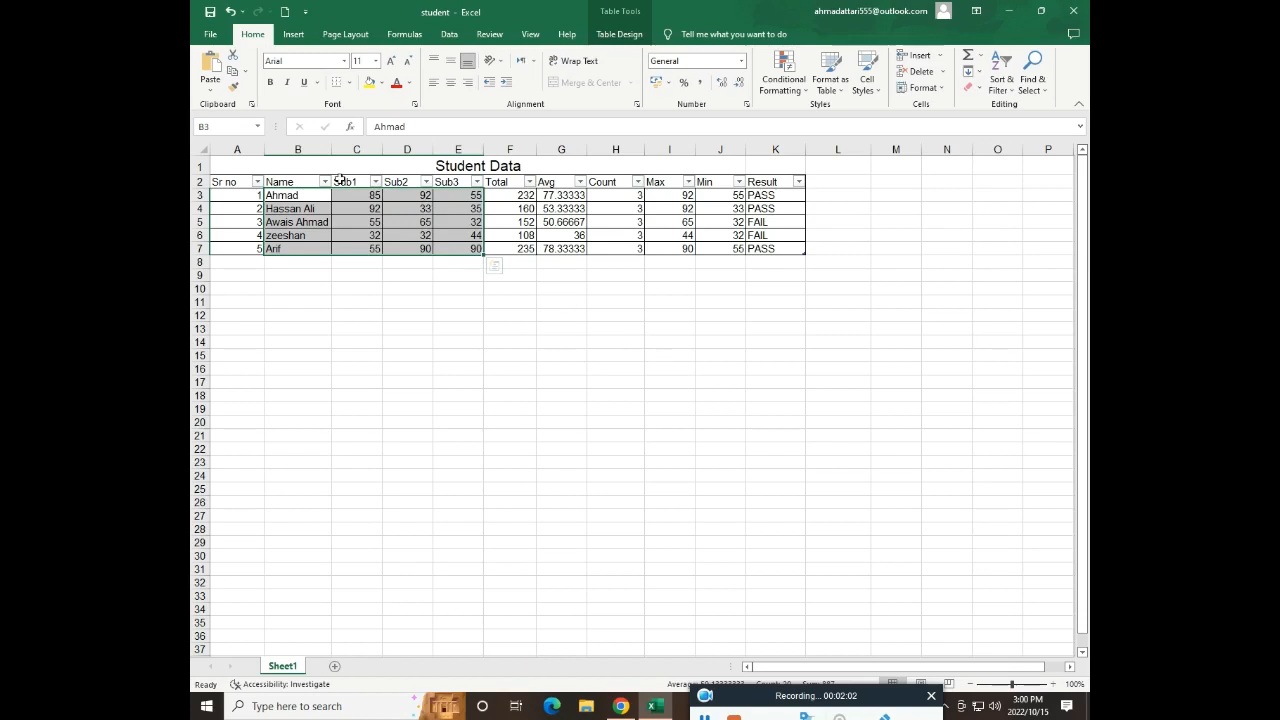 student - Excel
Table Tools
ahmadattari555@outlook.com
File Home Insert Page Layout Formulas Data Review View Help Table Design Tell me what you want to do
Paste
Arial 11
Wrap Text
General
Conditional Formatting
Format as Table
Cell Styles
Insert
Delete
Format
Sort & Filter
Find & Select
B I U
Merge & Center
Clipboard Font Alignment Number Styles Cells Editing
B3 Ahmad
A B C D E F G H I J K L M N O P
1 Student Data
2 Sr no Name Sub1 Sub2 Sub3 Total Avg Count Max Min Result
3 1 Ahmad 85 92 55 232 77.33333 3 92 55 PASS
4 2 Hassan Ali 92 33 35 160 53.33333 3 92 33 PASS
5 3 Awais Ahmad 55 65 32 152 50.66667 3 65 32 FAIL
6 4 zeeshan 32 32 44 108 36 3 44 32 FAIL
7 5 Arif 55 90 90 235 78.33333 3 90 55 PASS
8
9
10
11
12
13
14
15
16
17
18
19
20
21
22
23
24
25
26
27
28
29
30
31
32
33
34
35
36
37
Sheet1
Ready Accessibility: Investigate 100%
Recording... 00:02:02
Type here to search
3:00 PM
2022/10/15